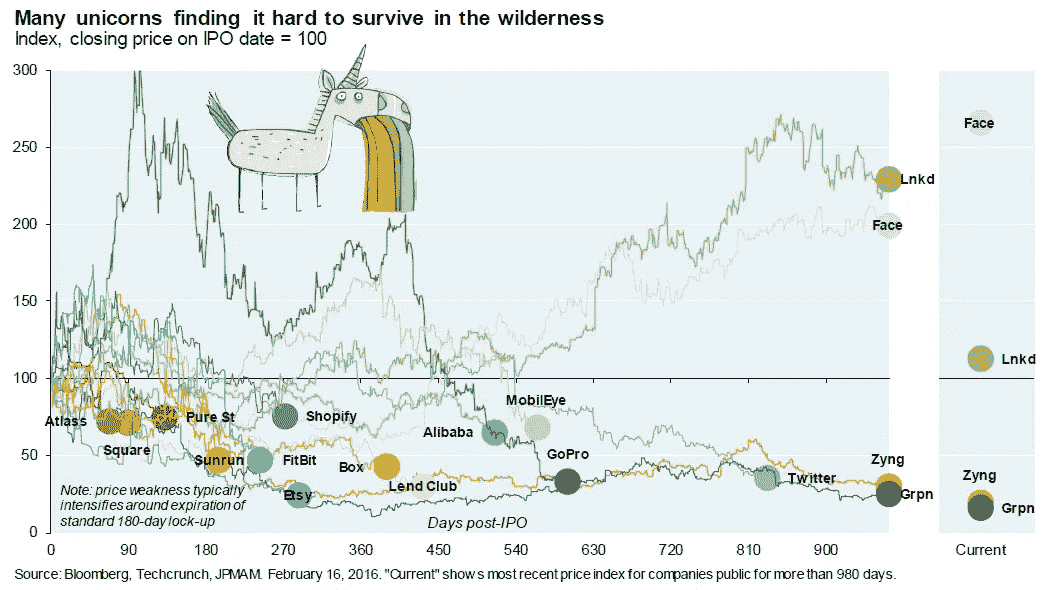 Many unicorns finding it hard to survive in the wilderness
Index, closing price on IPO date = 100
300
250
200
150
100
50
0
Face
Lnkd
Face
Lnkd
MobilEye
Atlass
Pure St
Shopify
Alibaba
Square
GoPro
Sunrun
FitBit
Box
Zyng
Lend Club
Twitter
Zyng
Etsy
Grpn
Grpn
Note: price weakness typically
intensifies around expiration of
standard 180-day lock-up
Days post-IPO
0 90 180 270 360 450 540 630 720 810 900 Current
Source: Bloomberg, Techcrunch, JPMAM. February 16, 2016. "Current" shows most recent price index for companies public for more than 980 days.